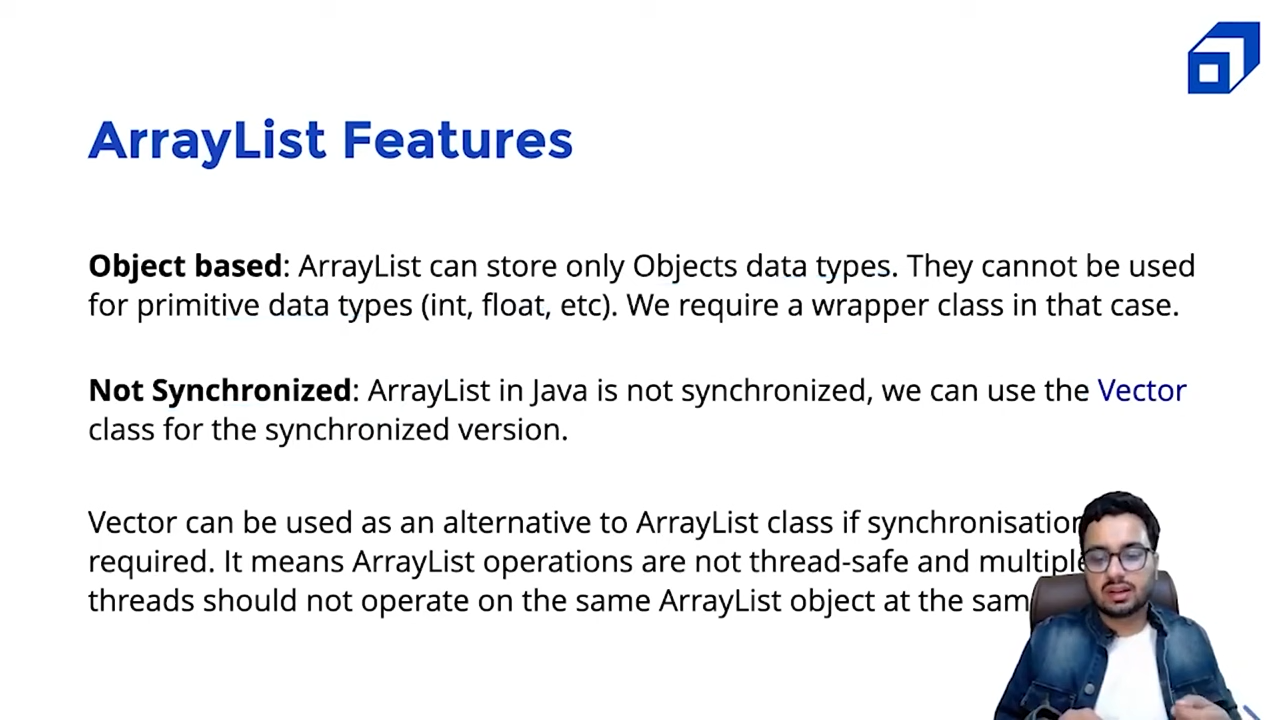 ArrayList Features
Object based: ArrayList can store only Objects data types. They cannot be used
for primitive data types (int, float, etc). We require a wrapper class in that case.
Not Synchronized: ArrayList in Java is not synchronized, we can use the Vector
class for the synchronized version.
Vector can be used as an alternative to ArrayList class if
required. It means ArrayList operations are not thread-safe and
threads should not operate on the same ArrayList object at the